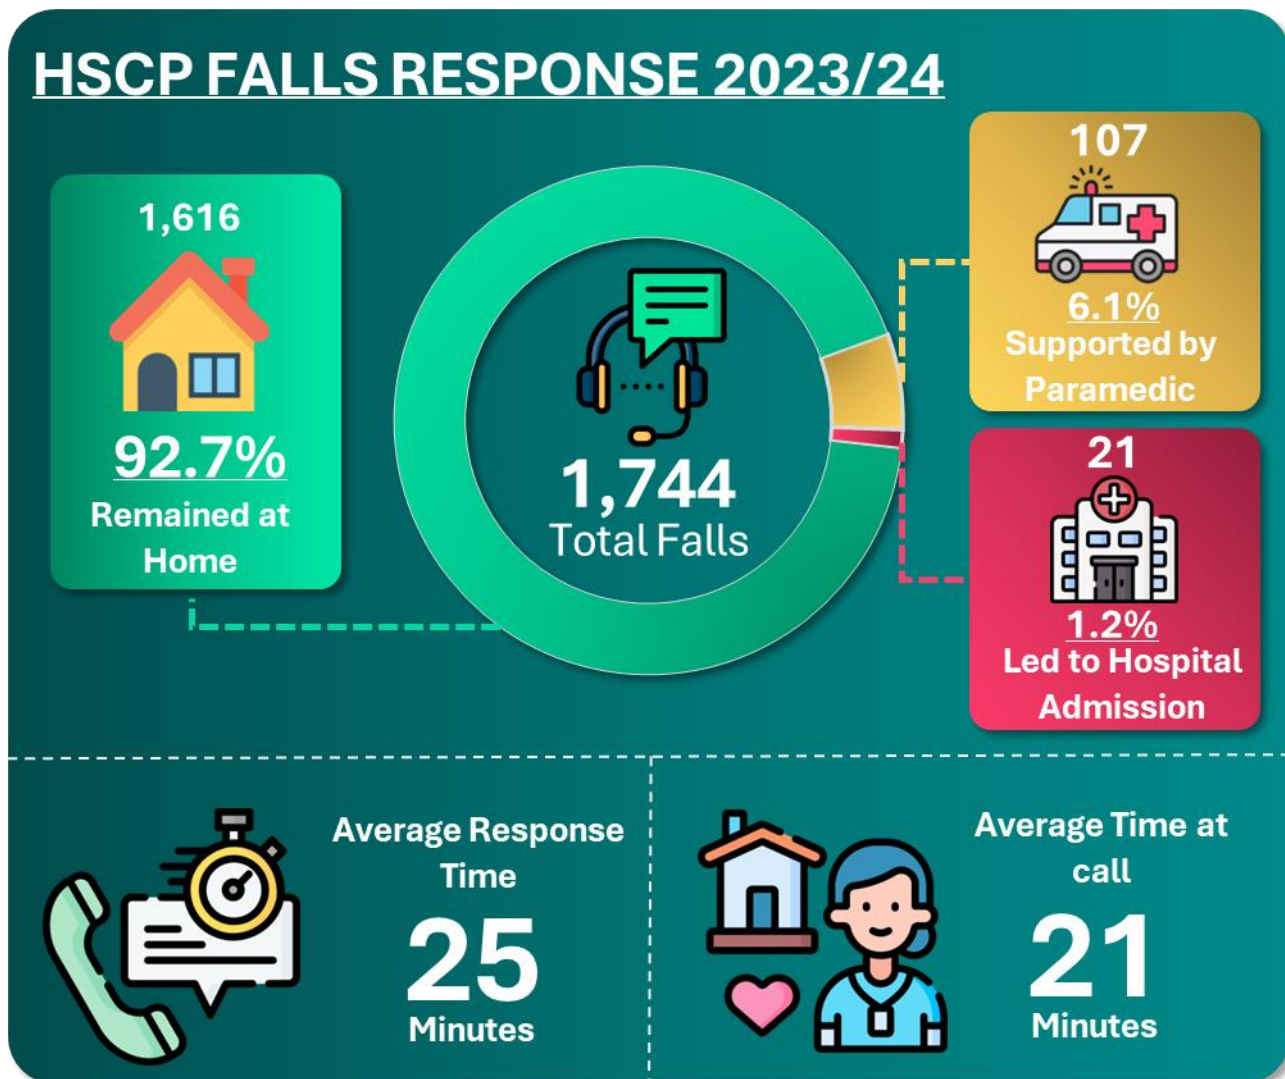 HSCP FALLS RESPONSE 2023/24
1,616
92.7%
Remained at
Home
1,744
Total Falls
107
6.1%
Supported by
Paramedic
21
1.2%
Led to Hospital
Admission
Average Response
Time
25
Minutes
Average Time at
call
21
Minutes